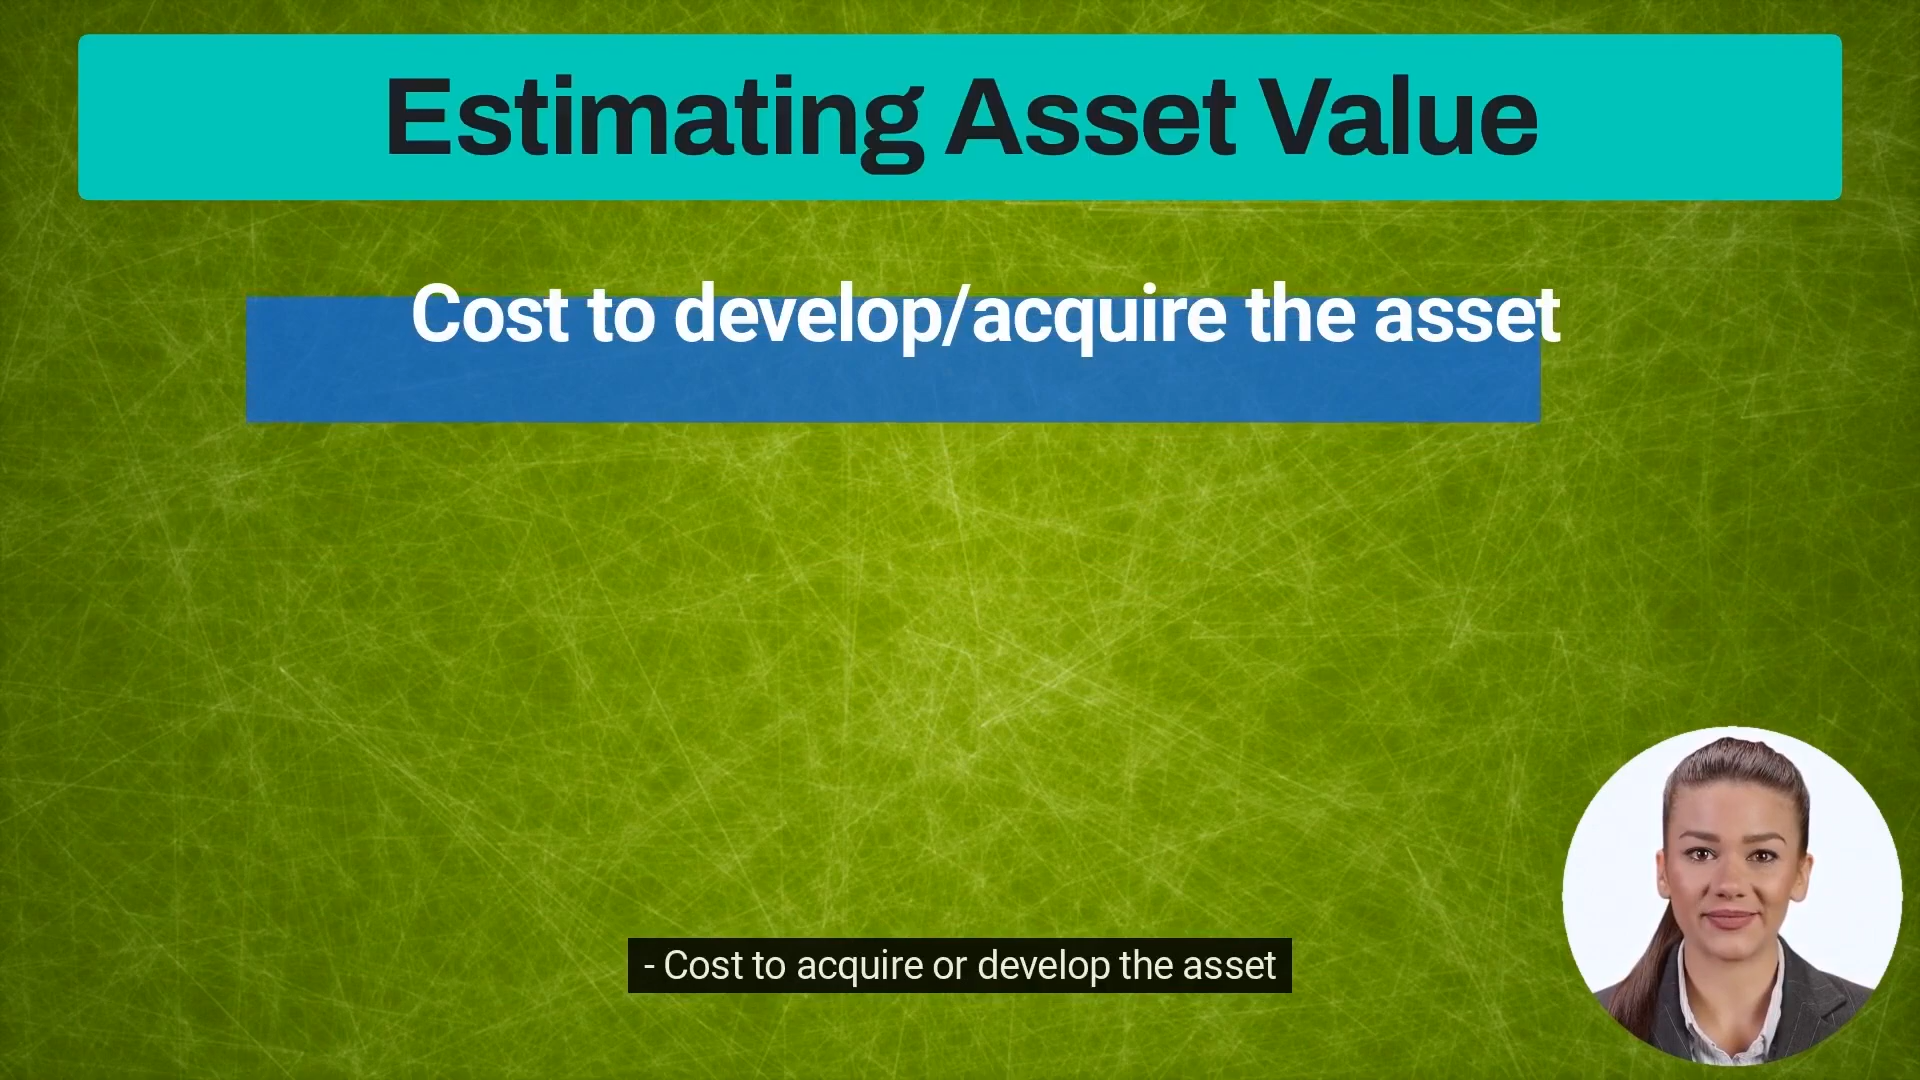 Estimating Asset Value
Cost to develop/acquire the asset
- Cost to acquire or develop the asset